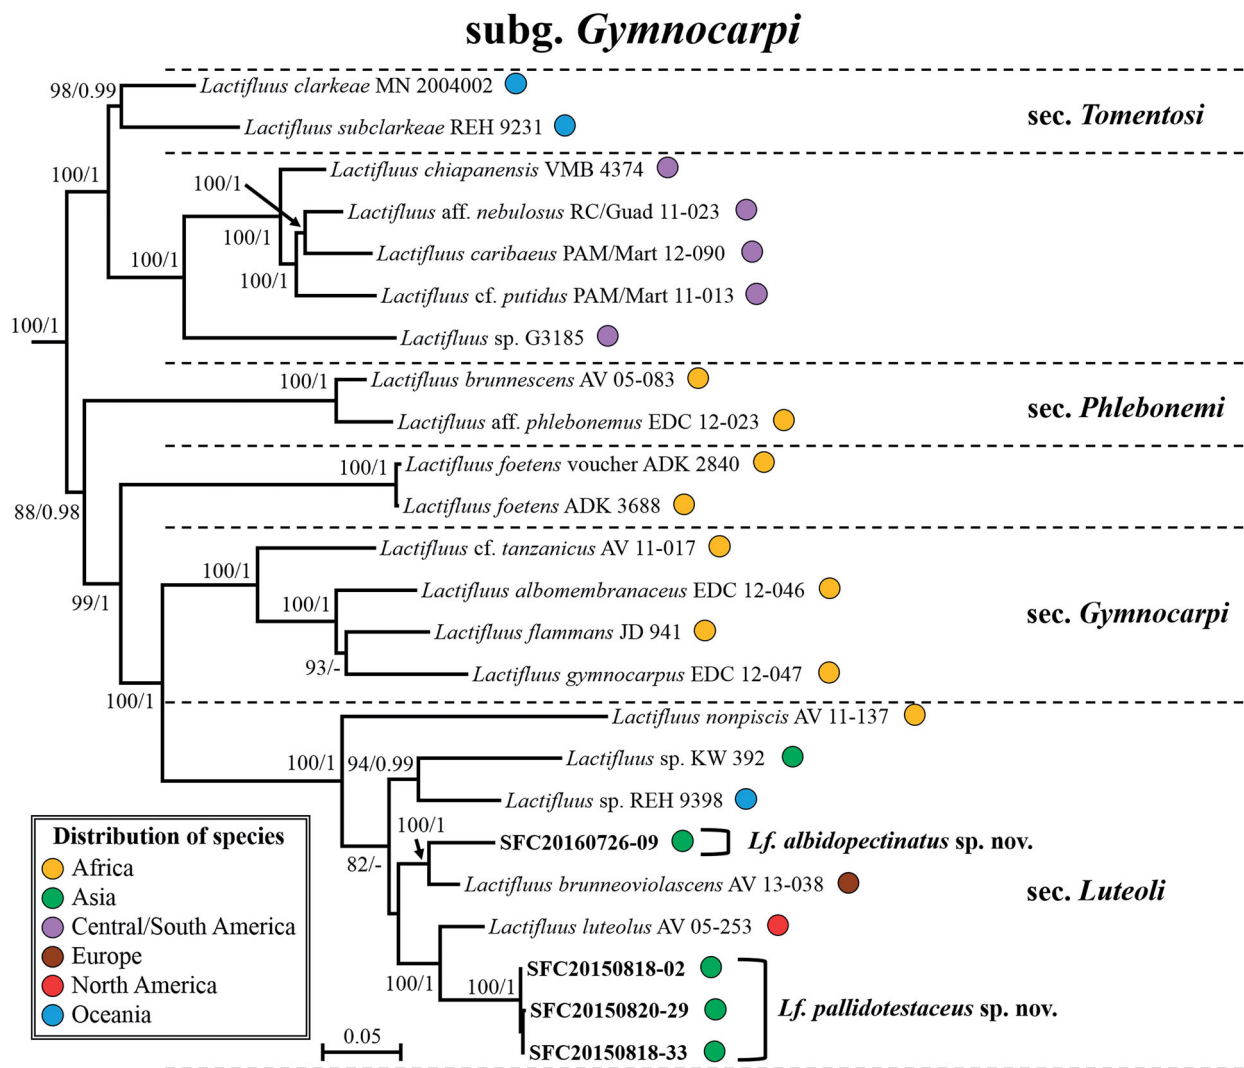 subg. Gymnocarpi
98/0.99
Lactifluus clarkeae MN 2004002
Lactifluus subclarkeae REH 9231
sec. Tomentosi
100/1
100/1
Lactifluus chiapanensis VMB 4374
Lactifluus aff. nebulosus RC/Guad 11-023
100/1
Lactifluus caribaeus PAM/Mart 12-090
100/1
100/1
Lactifluus cf. putidus PAM/Mart 11-013
Lactifluus sp. G3185
100/1
100/1
Lactifluus brunnescens AV 05-083
Lactifluus aff. phlebonemus EDC 12-023
sec. Phlebonemi
100/1
Lactifluus foetens voucher ADK 2840
Lactifluus foetens ADK 3688
88/0.98
Lactifluus cf. tanzanicus AV 11-017
100/1
Lactifluus albomembranaceus EDC 12-046
100/1
99/1
Lactifluus flammans JD 941
sec. Gymnocarpi
93/-
Lactifluus gymnocarpus EDC 12-047
100/1
Lactifluus nonpiscis AV 11-137
100/1
94/0.99
Lactifluus sp. KW 392
Lactifluus sp. REH 9398
100/1
SFC20160726-09
Lf. albidopectinatus sp. nov.
82/-
Lactifluus brunneoviolascens AV 13-038
sec. Luteoli
Lactifluus luteolus AV 05-253
100/1
100/1
SFC20150818-02
SFC20150820-29
Lf. pallidotestaceus sp. nov.
SFC20150818-33
0.05
Distribution of species
Africa
Asia
Central/South America
Europe
North America
Oceania